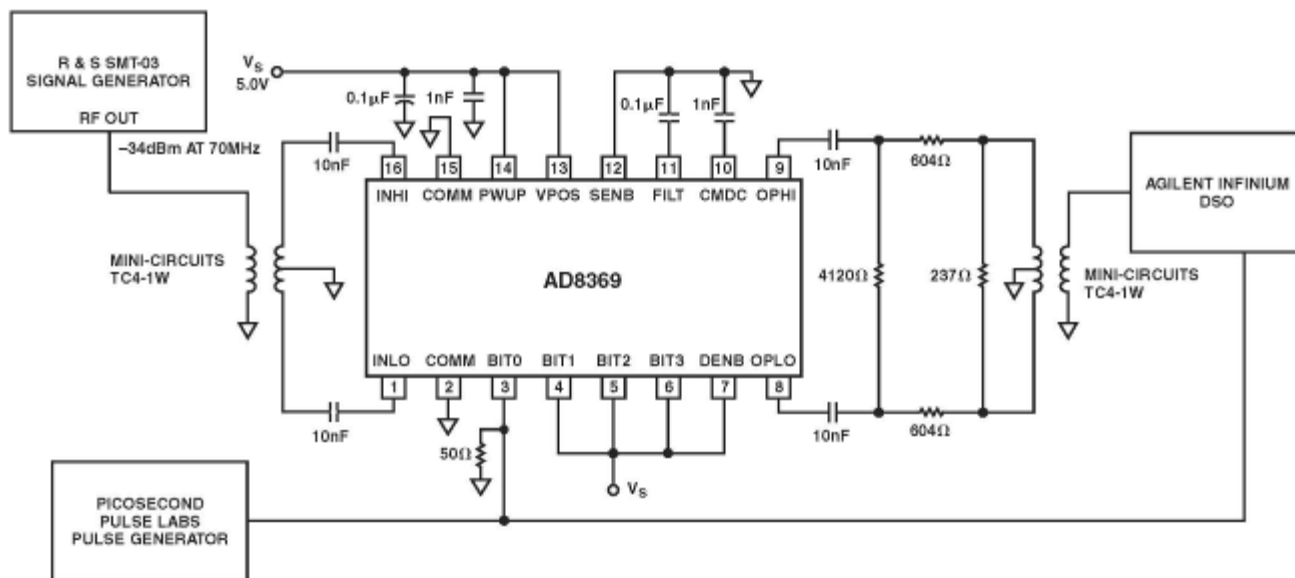 R & S SMT-03
SIGNAL GENERATOR
RF OUT
–34dBm AT 70MHz
VS
5.0V
0.1µF
1nF
0.1µF
1nF
10nF
10nF
604Ω
16
15
14
13
12
11
10
9
INHI
COMM
PWUP
VPOS
SENB
FILT
CMDC
OPHI
AGILENT INFINIUM
DSO
MINI-CIRCUITS
TC4-1W
AD8369
4120Ω
237Ω
MINI-CIRCUITS
TC4-1W
INLO
COMM
BIT0
BIT1
BIT2
BIT3
DENB
OPLO
1
2
3
4
5
6
7
8
10nF
10nF
604Ω
50Ω
VS
PICOSECOND
PULSE LABS
PULSE GENERATOR